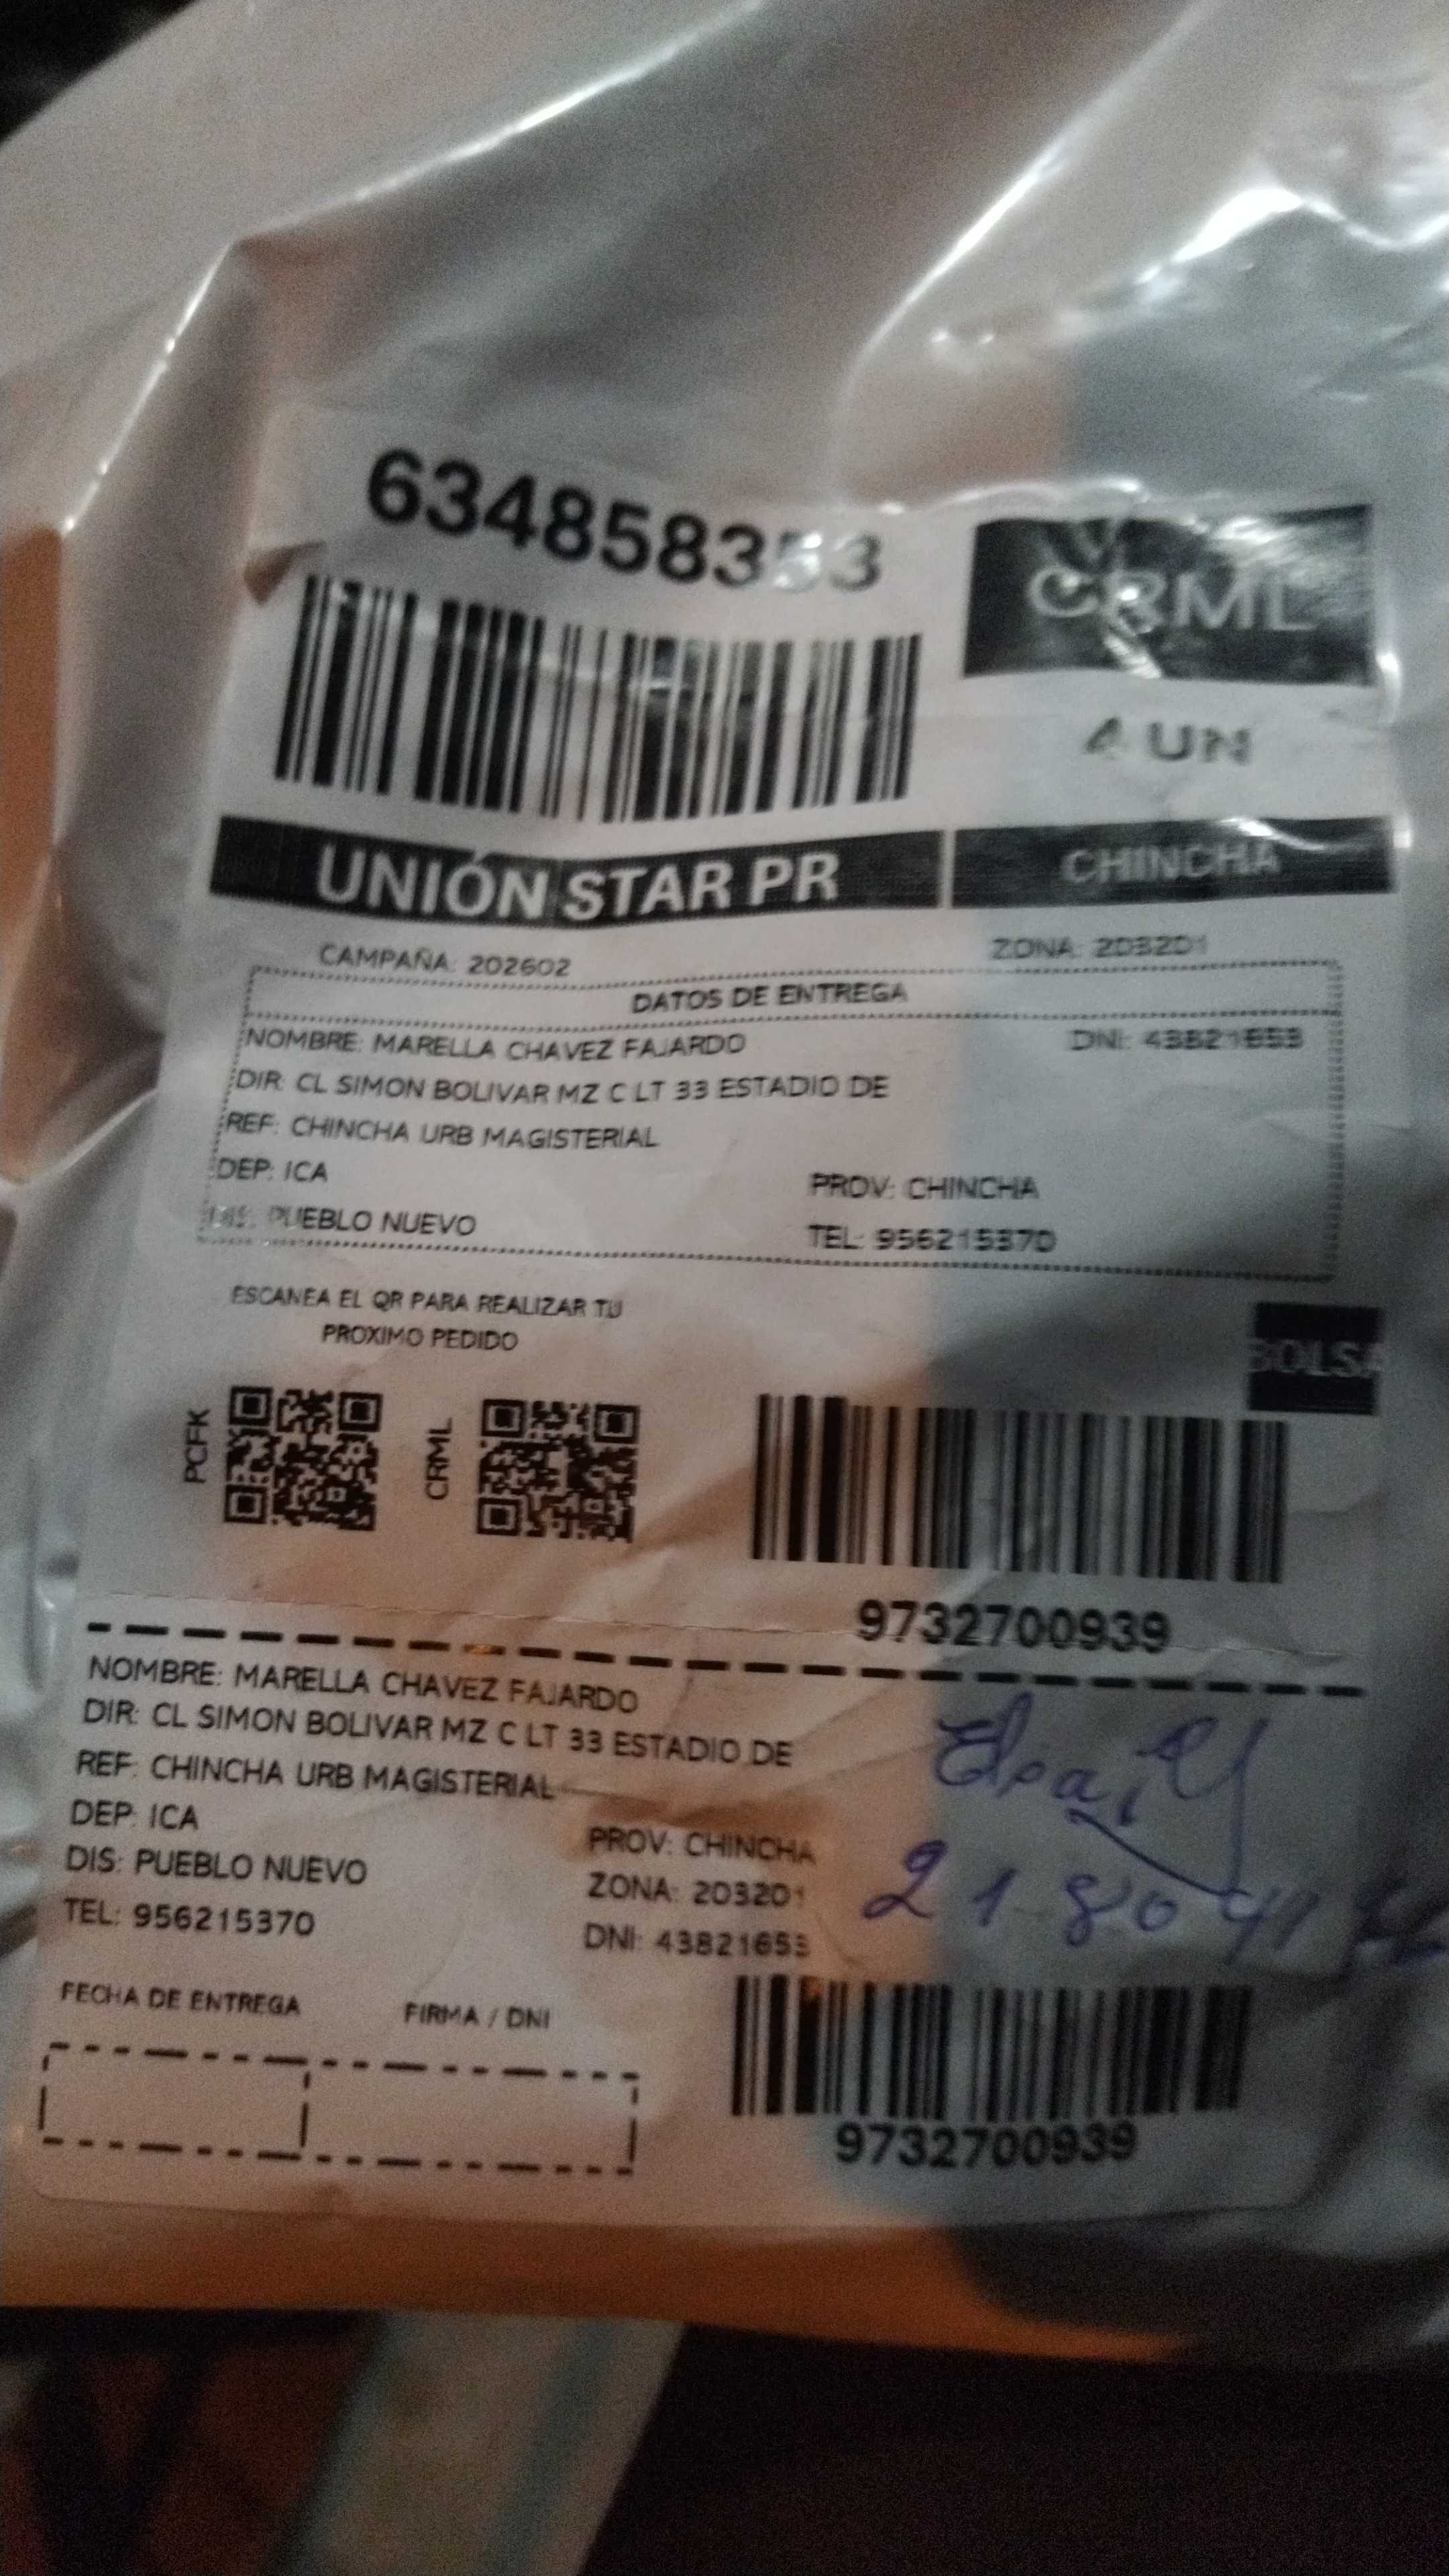 634858353
CRML
4 UN
UNIÓN STAR PR
CHINCHA
CAMPAÑA: 202602
ZONA: 203201
DATOS DE ENTREGA
NOMBRE: MARELLA CHAVEZ FAJARDO
DNI: 43821653
DIR: CL SIMON BOLIVAR MZ C LT 33 ESTADIO DE
REF: CHINCHA URB MAGISTERIAL
DEP: ICA
PROV: CHINCHA
DIS: PUEBLO NUEVO
TEL: 956215370
ESCANEA EL QR PARA REALIZAR TU
PROXIMO PEDIDO
BOLSA
PCFK
CRML
9732700939
NOMBRE: MARELLA CHAVEZ FAJARDO
DIR: CL SIMON BOLIVAR MZ C LT 33 ESTADIO DE
REF: CHINCHA URB MAGISTERIAL
DEP: ICA
PROV: CHINCHA
DIS: PUEBLO NUEVO
ZONA: 203201
TEL: 956215370
DNI: 43821653
FECHA DE ENTREGA
FIRMA / DNI
9732700939